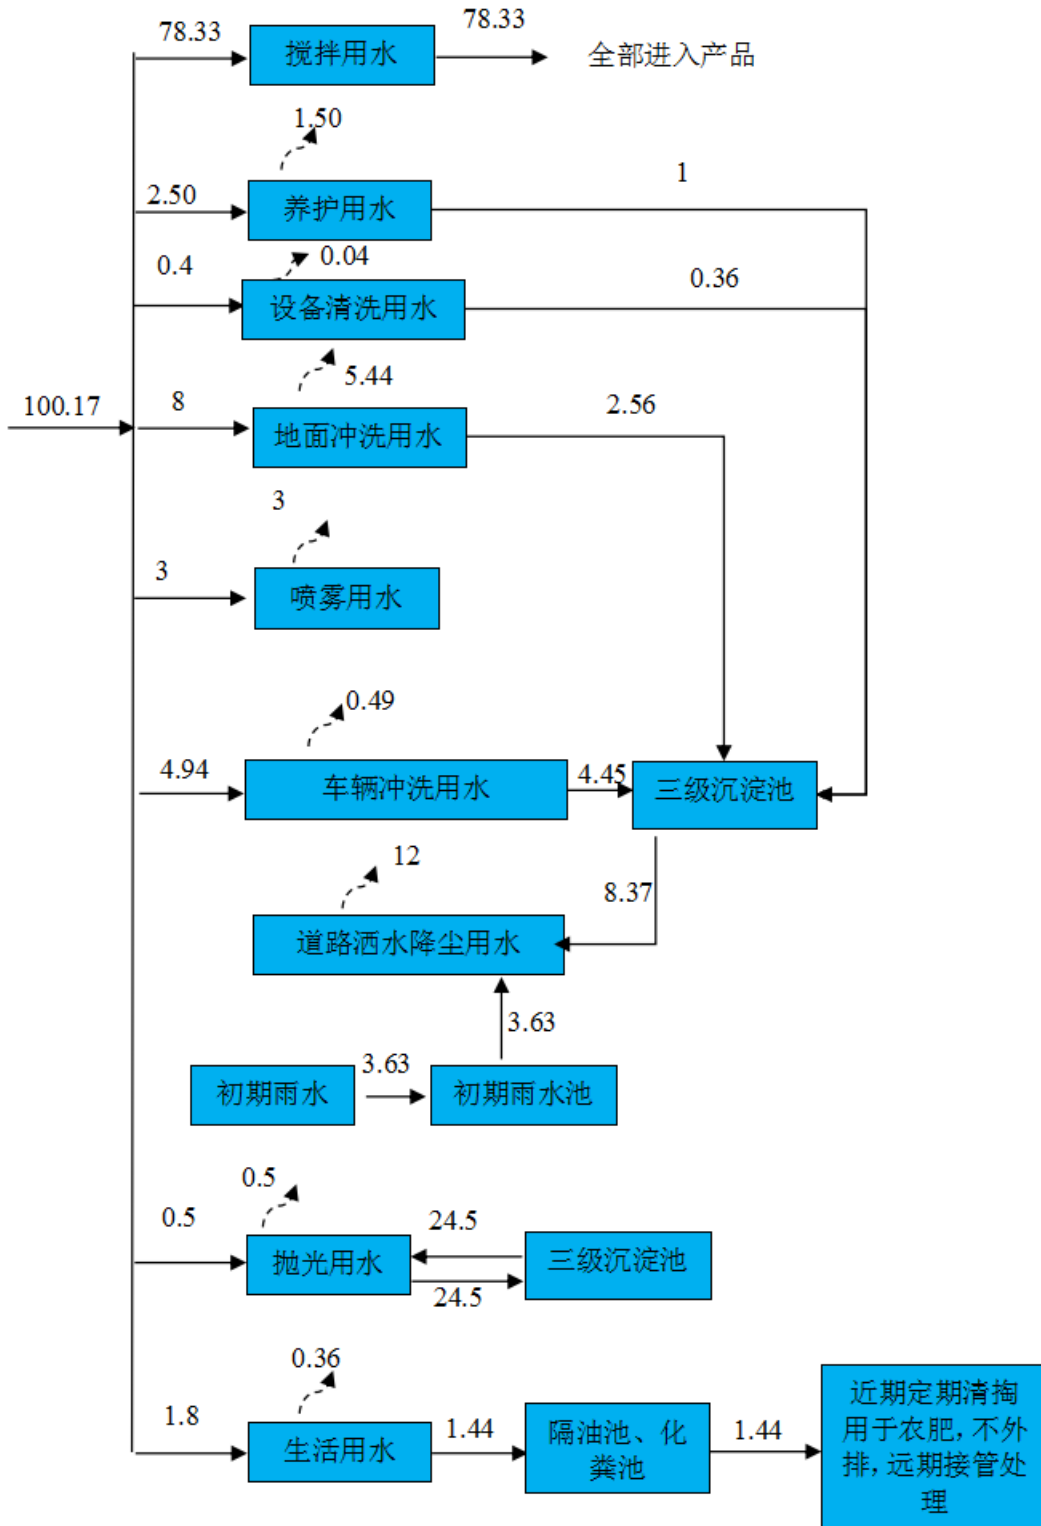 78.33
搅拌用水
78.33
全部进入产品
1.50
2.50
养护用水
1
0.04
0.4
设备清洗用水
0.36
5.44
100.17
8
地面冲洗用水
2.56
3
3
喷雾用水
0.49
4.94
车辆冲洗用水
4.45
三级沉淀池
12
8.37
道路洒水降尘用水
3.63
初期雨水
3.63
初期雨水池
0.5
0.5
抛光用水
24.5
24.5
三级沉淀池
0.36
1.8
生活用水
1.44
隔油池、化
粪池
1.44
近期定期清掏
用于农肥,不外
排,远期接管处
理